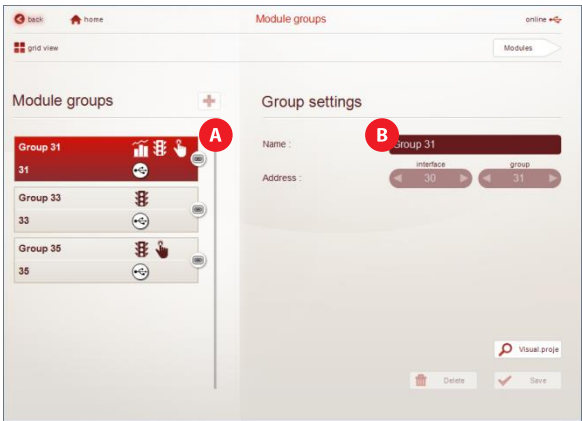 back
home
Module groups
online
grid view
Modules
Module groups
Group settings
A
B
Group 31
31
Name :
Group 31
interface
group
Address :
30
31
Group 33
33
Group 35
35
Visual.proje
Delete
Save